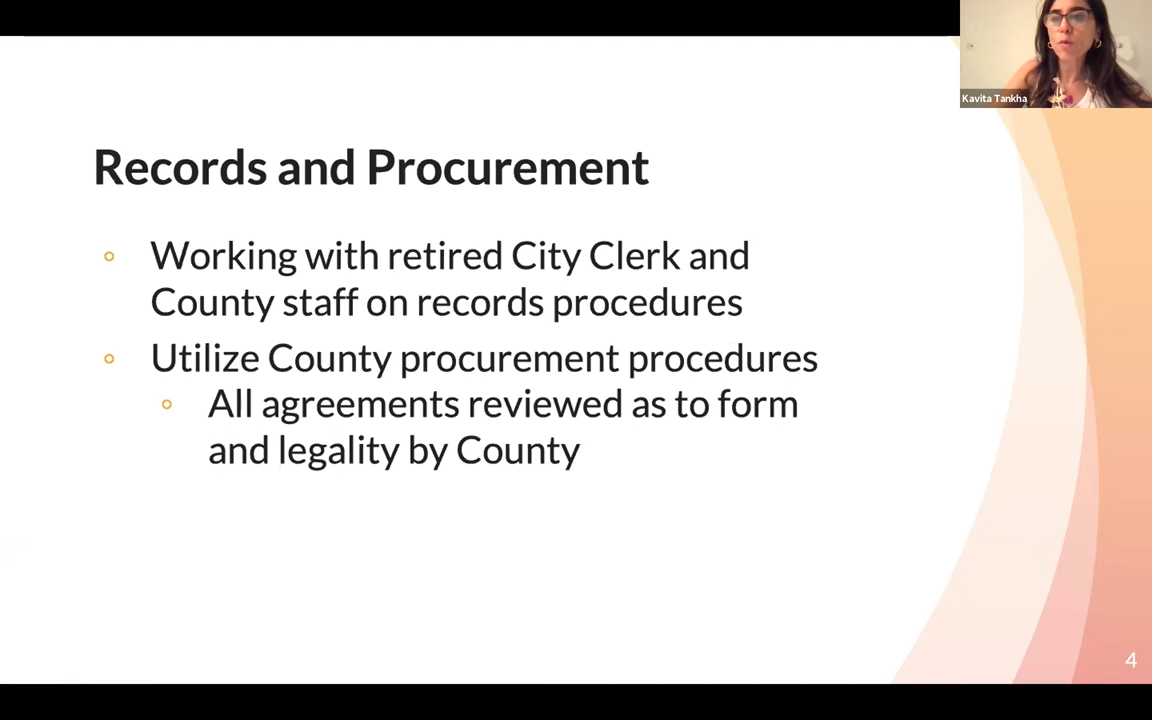 Kavita Tankha
Records and Procurement
◦ Working with retired City Clerk and
County staff on records procedures
◦ Utilize County procurement procedures
◦ All agreements reviewed as to form
and legality by County
4